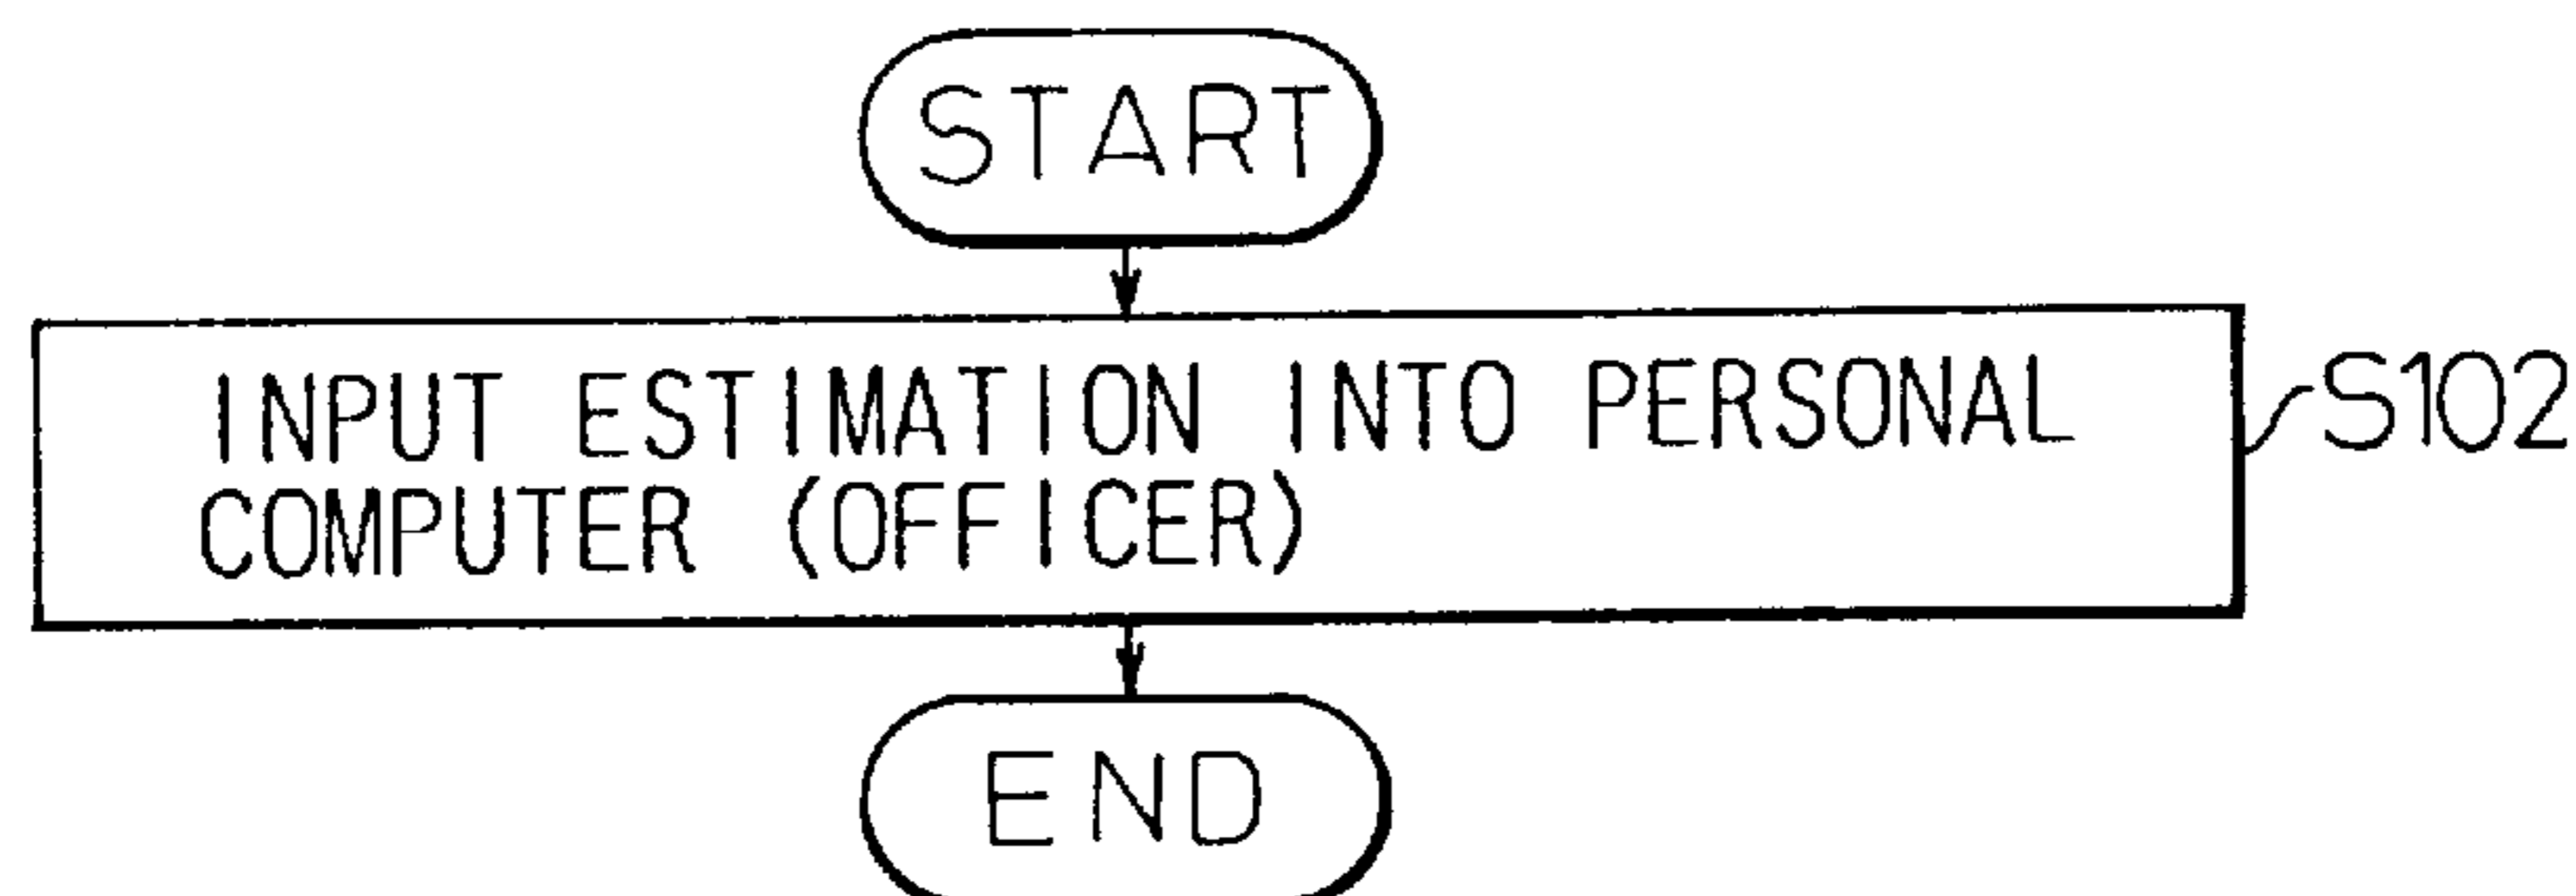 START
INPUT ESTIMATION INTO PERSONAL
COMPUTER (OFFICER)
S102
END